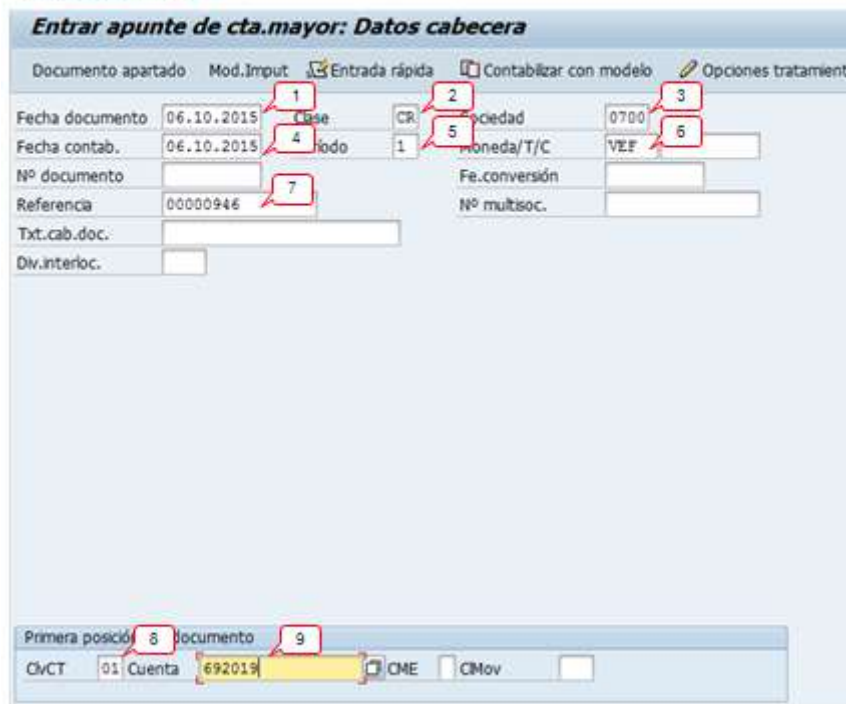 Entrar apunte de cta.mayor: Datos cabecera
Documento apartado Mod.Imput Entrada rápida Contabilizar con modelo Opciones tratamient
1 2 3
Fecha documento 06.10.2015 Clase CR Sociedad 0700
4 5 6
Fecha contab. 06.10.2015 ríodo 1 Moneda/T/C VEF
Nº documento Fe.conversión
7
Referencia 00000946 Nº multisoc.
Txt.cab.doc.
Div.interloc.
Primera posició 8 documento 9
ClvCT 01 Cuenta 692019 CME ClMov